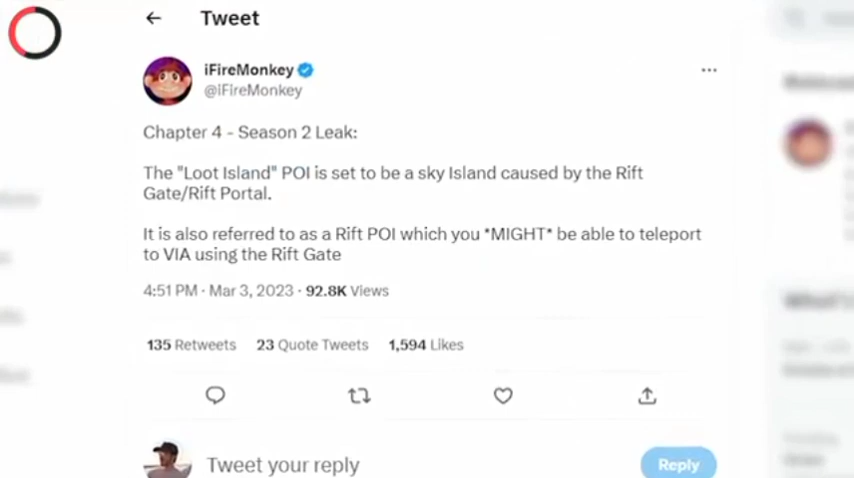 Tweet
iFireMonkey
@iFireMonkey
Chapter 4 - Season 2 Leak:
The "Loot Island" POI is set to be a sky Island caused by the Rift
Gate/Rift Portal.
It is also referred to as a Rift POI which you *MIGHT* be able to teleport
to VIA using the Rift Gate
4:51 PM · Mar 3, 2023 · 92.8K Views
135 Retweets 23 Quote Tweets 1,594 Likes
Tweet your reply
Reply